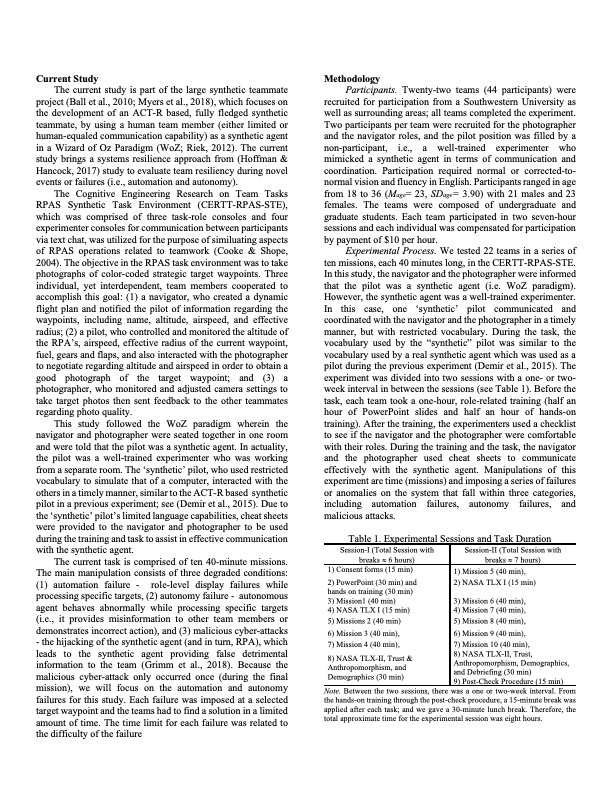 Current Study
The current study is part of the large synthetic teammate
project (Ball et al., 2010; Myers et al., 2018), which focuses on
the development of an ACT-R based, fully fledged synthetic
teammate, by using a human team member (either limited or
human-equaled communication capability) as a synthetic agent
in a Wizard of Oz Paradigm (WoZ; Riek, 2012). The current
study brings a systems resilience approach from (Hoffman &
Hancock, 2017) study to evaluate team resiliency during novel
events or failures (i.e., automation and autonomy).
The Cognitive Engineering Research on Team Tasks
RPAS Synthetic Task Environment (CERTT-RPAS-STE),
which was comprised of three task-role consoles and four
experimenter consoles for communication between participants
via text chat, was utilized for the purpose of similuating aspects
of RPAS operations related to teamwork (Cooke & Shope,
2004). The objective in the RPAS task environment was to take
photographs of color-coded strategic target waypoints. Three
individual, yet interdependent, team members cooperated to
accomplish this goal: (1) a navigator, who created a dynamic
flight plan and notified the pilot of information regarding the
waypoints, including name, altitude, airspeed, and effective
radius; (2) a pilot, who controlled and monitored the altitude of
the RPA's, airspeed, effective radius of the current waypoint,
fuel, gears and flaps, and also interacted with the photographer
to negotiate regarding altitude and airspeed in order to obtain a
good photograph of the target waypoint; and (3) a
photographer, who monitored and adjusted camera settings to
take target photos then sent feedback to the other teammates
regarding photo quality.
This study followed the WoZ paradigm wherein the
navigator and photographer were seated together in one room
and were told that the pilot was a synthetic agent. In actuality,
the pilot was a well-trained experimenter who was working
from a separate room. The 'synthetic' pilot, who used restricted
vocabulary to simulate that of a computer, interacted with the
others in a timely manner, similar to the ACT-R based synthetic
pilot in a previous experiment; see (Demir et al., 2015). Due to
the 'synthetic' pilot's limited language capabilities, cheat sheets
were provided to the navigator and photographer to be used
during the training and task to assist in effective communication
with the synthetic agent.
The current task is comprised of ten 40-minute missions.
The main manipulation consists of three degraded conditions:
(1) automation failure - role-level display failures while
processing specific targets, (2) autonomy failure - autonomous
agent behaves abnormally while processing specific targets
(i.e., it provides misinformation to other team members or
demonstrates incorrect action), and (3) malicious cyber-attacks
- the hijacking of the synthetic agent (and in turn, RPA), which
leads to the synthetic agent providing false detrimental
information to the team (Grimm et al., 2018). Because the
malicious cyber-attack only occurred once (during the final
mission), we will focus on the automation and autonomy
failures for this study. Each failure was imposed at a selected
target waypoint and the teams had to find a solution in a limited
amount of time. The time limit for each failure was related to
the difficulty of the failure
Methodology
Participants. Twenty-two teams (44 participants) were
recruited for participation from a Southwestern University as
well as surrounding areas; all teams completed the experiment.
Two participants per team were recruited for the photographer
and the navigator roles, and the pilot position was filled by a
non-participant, i.e., a well-trained experimenter who
mimicked a synthetic agent in terms of communication and
coordination. Participation required normal or corrected-to-
normal vision and fluency in English. Participants ranged in age
from 18 to 36 (Mage= 23, SDage= 3.90) with 21 males and 23
females. The teams were composed of undergraduate and
graduate students. Each team participated in two seven-hour
sessions and each individual was compensated for participation
by payment of $10 per hour.
Experimental Process. We tested 22 teams in a series of
ten missions, each 40 minutes long, in the CERTT-RPAS-STE.
In this study, the navigator and the photographer were informed
that the pilot was a synthetic agent (i.e. WoZ paradigm).
However, the synthetic agent was a well-trained experimenter.
In this case, one 'synthetic' pilot communicated and
coordinated with the navigator and the photographer in a timely
manner, but with restricted vocabulary. During the task, the
vocabulary used by the "synthetic" pilot was similar to the
vocabulary used by a real synthetic agent which was used as a
pilot during the previous experiment (Demir et al., 2015). The
experiment was divided into two sessions with a one- or two-
week interval in between the sessions (see Table 1). Before the
task, each team took a one-hour, role-related training (half an
hour of PowerPoint slides and half an hour of hands-on
training). After the training, the experimenters used a checklist
to see if the navigator and the photographer were comfortable
with their roles. During the training and the task, the navigator
and the photographer used cheat sheets to communicate
effectively with the synthetic agent. Manipulations of this
experiment are time (missions) and imposing a series of failures
or anomalies on the system that fall within three categories,
including automation failures, autonomy failures, and
malicious attacks.
Table 1. Experimental Sessions and Task Duration
Session-I (Total Session with
breaks ≈ 6 hours)
Session-II (Total Session with
breaks ≈ 7 hours)
1) Consent forms (15 min)
1) Mission 5 (40 min),
2) PowerPoint (30 min) and
hands on training (30 min)
2) NASA TLX I (15 min)
3) Mission1 (40 min)
3) Mission 6 (40 min),
4) NASA TLX I (15 min)
4) Mission 7 (40 min),
5) Missions 2 (40 min)
5) Mission 8 (40 min),
6) Mission 3 (40 min),
6) Mission 9 (40 min),
7) Mission 4 (40 min),
7) Mission 10 (40 min),
8) NASA TLX-II, Trust &
Anthropomorphism, and
Demographics (30 min)
8) NASA TLX-II, Trust,
Anthropomorphism, Demographics,
and Debriefing (30 min)
9) Post-Check Procedure (15 min)
Note. Between the two sessions, there was a one or two-week interval. From
the hands-on training through the post-check procedure, a 15-minute break was
applied after each task; and we gave a 30-minute lunch break. Therefore, the
total approximate time for the experimental session was eight hours.